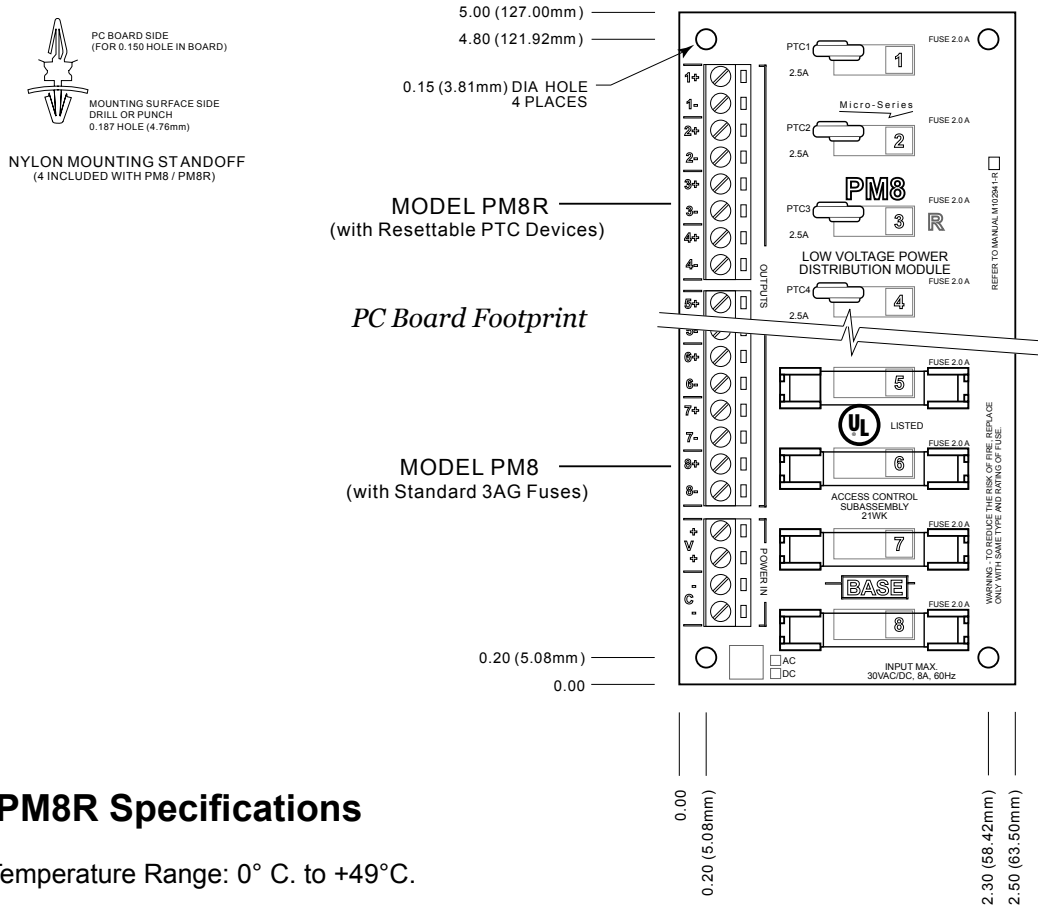 PC BOARD SIDE
(FOR 0.150 HOLE IN BOARD)
MOUNTING SURFACE SIDE
DRILL OR PUNCH
0.187 HOLE (4.76mm)
NYLON MOUNTING ST ANDOFF
(4 INCLUDED WITH PM8 / PM8R)
5.00 (127.00mm)
4.80 (121.92mm)
0.15 (3.81mm) DIA HOLE
4 PLACES
MODEL PM8R
(with Resettable PTC Devices)
PC Board Footprint
MODEL PM8
(with Standard 3AG Fuses)
0.20 (5.08mm)
0.00
1+
1-
2+
2-
3+
3-
4+
4-
5+
5-
6+
6-
7+
7-
8+
8-
OUTPUTS
+
V
+
-
C
-
POWER IN
PTC1
2.5A
1
FUSE 2.0 A
Micro-Series
PTC2
2.5A
2
FUSE 2.0 A
PM8
PTC3
2.5A
3
R
FUSE 2.0 A
LOW VOLTAGE POWER
DISTRIBUTION MODULE
PTC4
2.5A
4
FUSE 2.0 A
REFER TO MANUAL M102941-R
FUSE 2.0 A
5
UL
LISTED
FUSE 2.0 A
6
ACCESS CONTROL
SUBASSEMBLY
21WK
FUSE 2.0 A
7
BASE
FUSE 2.0 A
8
WARNING - TO REDUCE THE RISK OF FIRE, REPLACE
ONLY WITH SAME TYPE AND RATING OF FUSE.
AC
DC
INPUT MAX.
30VAC/DC, 8A, 60Hz
0.00
0.20 (5.08mm)
2.30 (58.42mm)
2.50 (63.50mm)
PM8R Specifications
Temperature Range: 0° C. to +49°C.